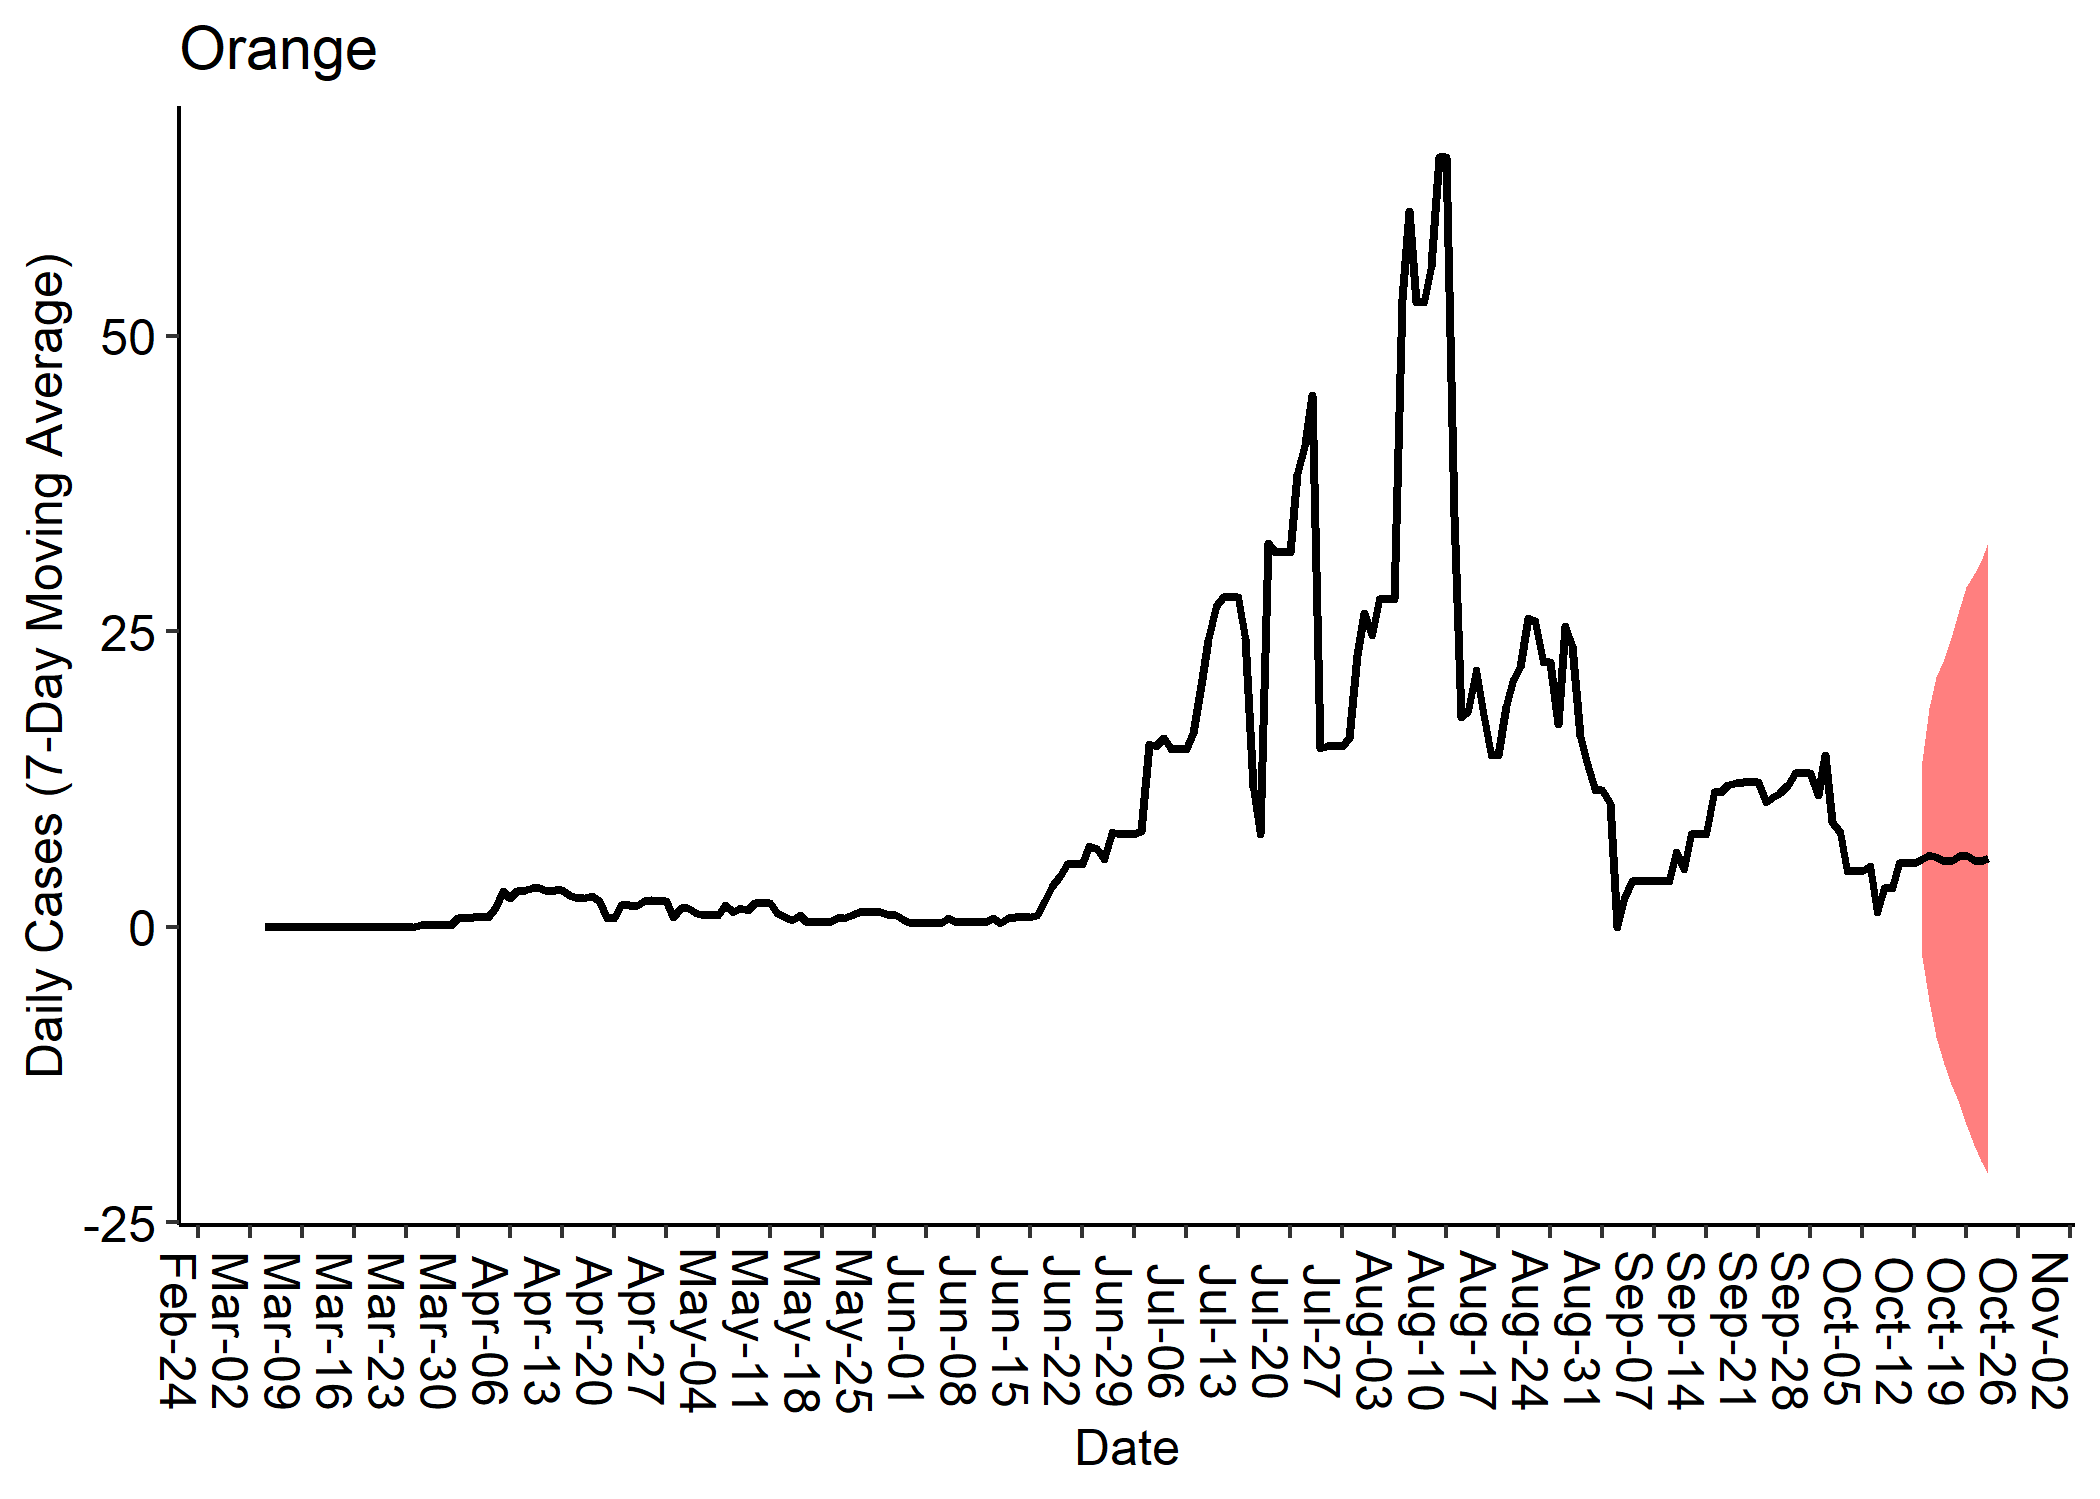 Orange
Daily Cases (7-Day Moving Average)
50
25
0
-25
Feb-24
Mar-02
Mar-09
Mar-16
Mar-23
Mar-30
Apr-06
Apr-13
Apr-20
Apr-27
May-04
May-11
May-18
May-25
Jun-01
Jun-08
Jun-15
Jun-22
Jun-29
Jul-06
Jul-13
Jul-20
Jul-27
Aug-03
Aug-10
Aug-17
Aug-24
Aug-31
Sep-07
Sep-14
Sep-21
Sep-28
Oct-05
Oct-12
Oct-19
Oct-26
Nov-02
Date